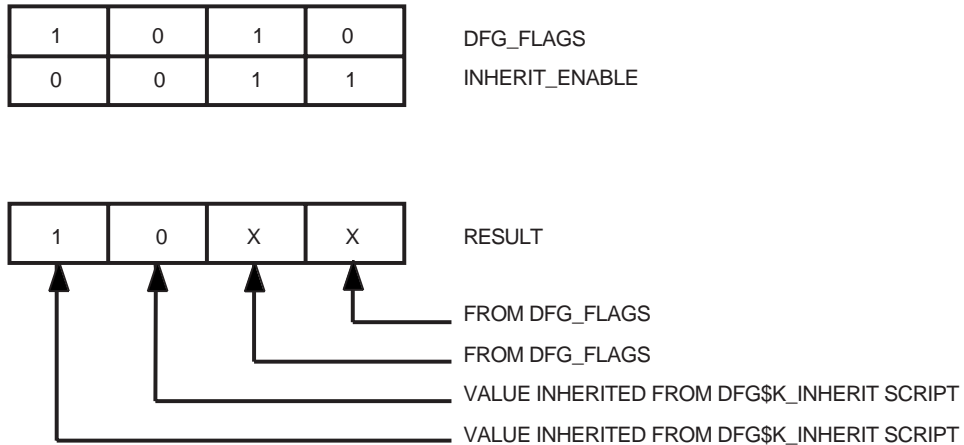 1 0 1 0 DFG_FLAGS
0 0 1 1 INHERIT_ENABLE
1 0 X X RESULT
FROM DFG_FLAGS
FROM DFG_FLAGS
VALUE INHERITED FROM DFG$K_INHERIT SCRIPT
VALUE INHERITED FROM DFG$K_INHERIT SCRIPT